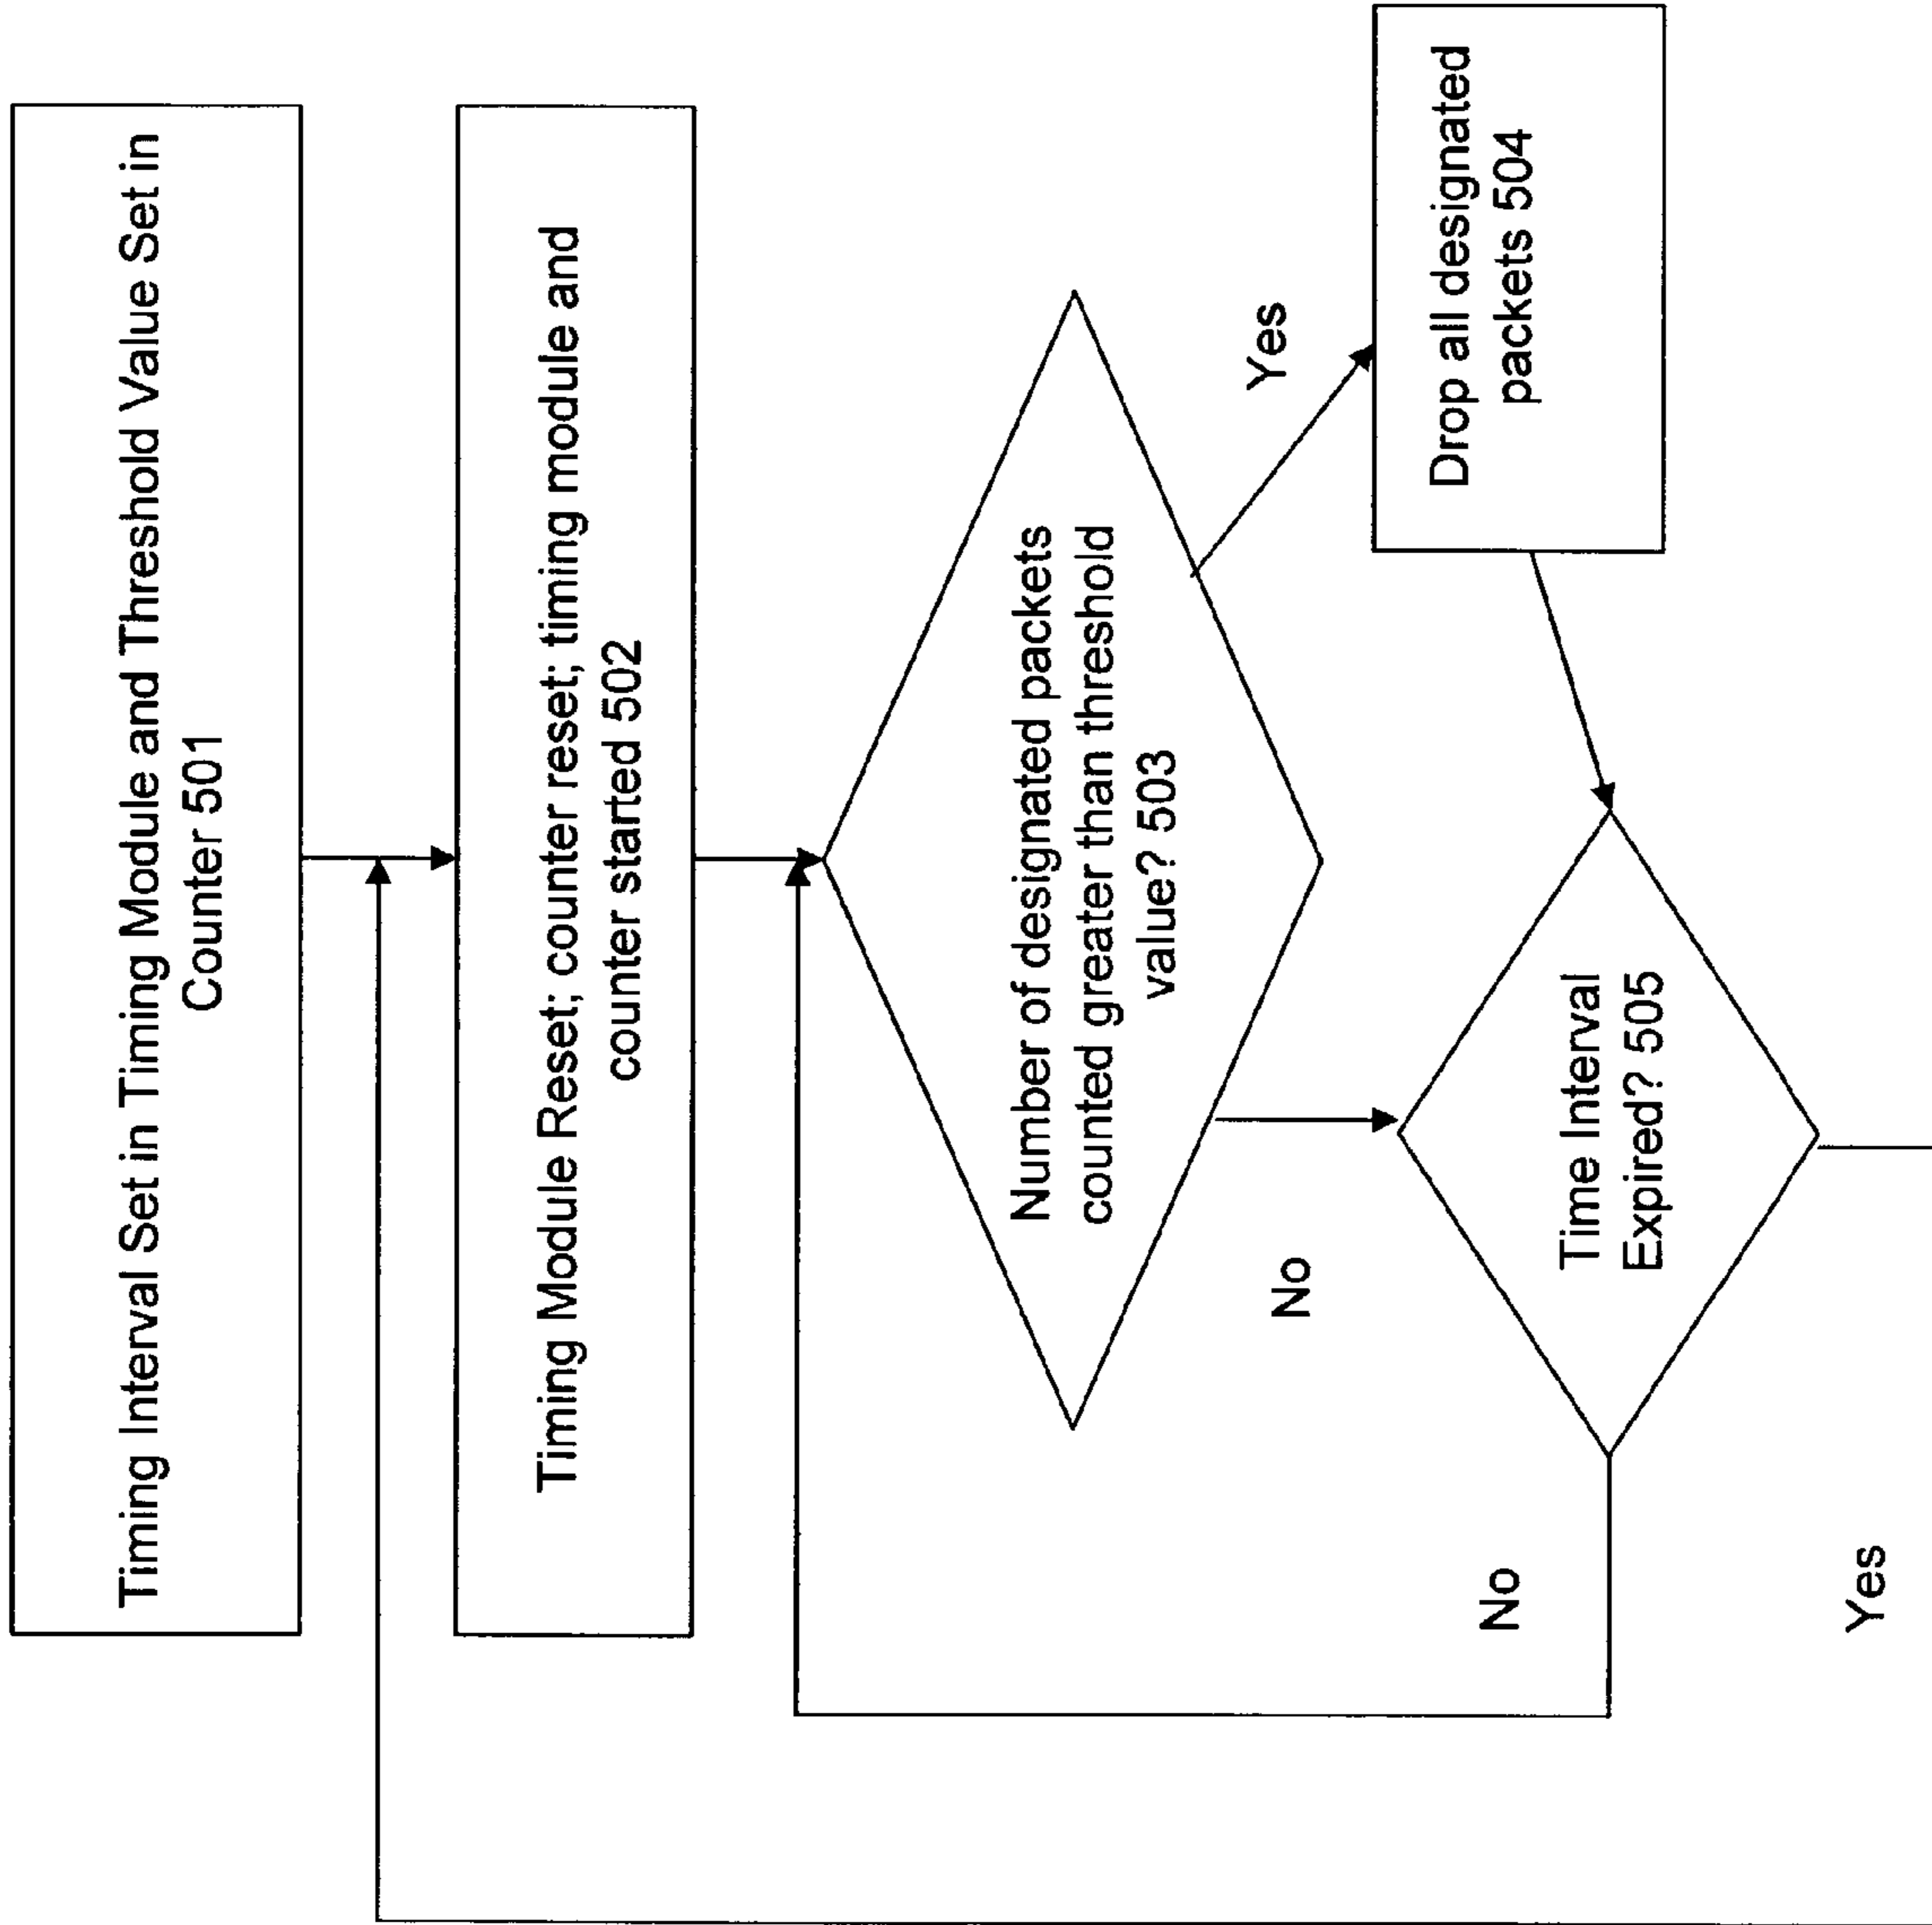 Timing Interval Set in Timing Module and Threshold Value Set in
Counter 501
Timing Module Reset; counter reset; timing module and
counter started 502
Number of designated packets
counted greater than threshold
value? 503
Yes
No
Drop all designated
packets 504
Time Interval
Expired? 505
No
Yes